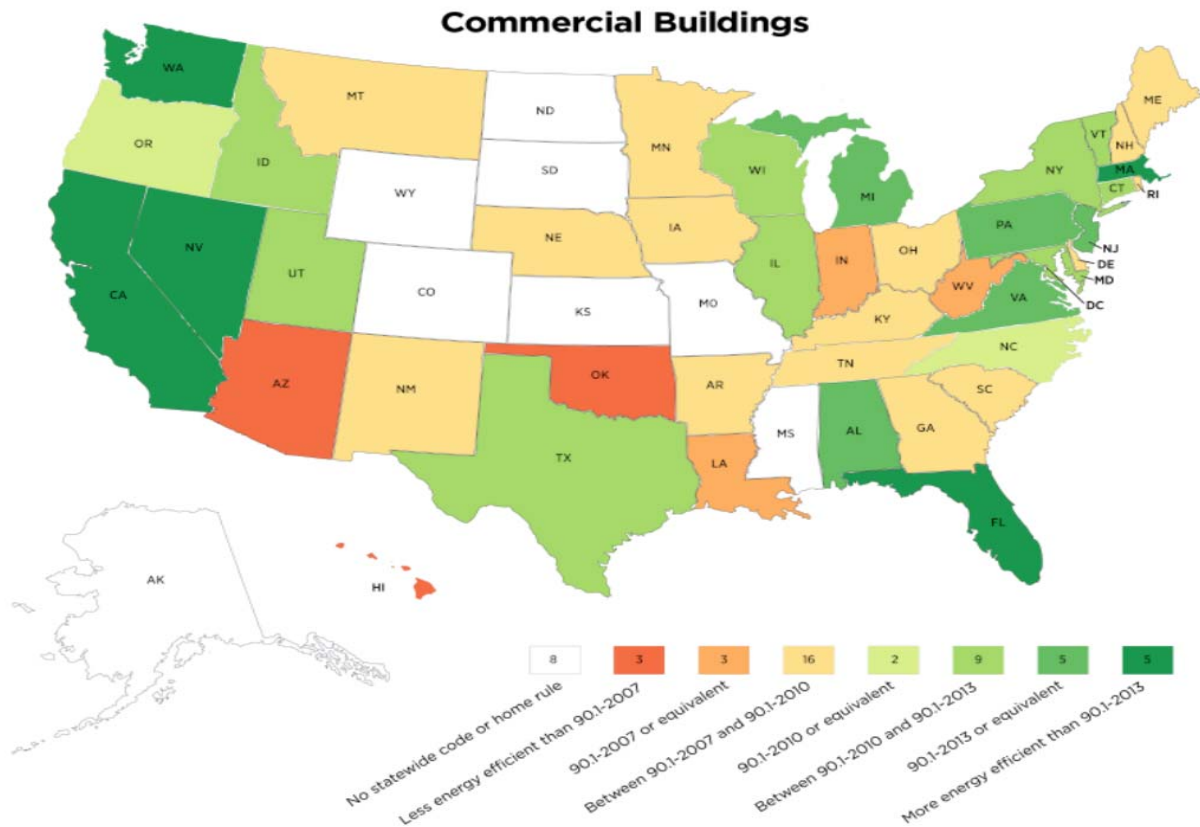 Commercial Buildings
WA
MT
ND
ME
OR
ID
MN
VT
NH
SD
WI
NY
MA
WY
MI
CT
RI
IA
PA
NE
NV
OH
NJ
UT
IL
IN
DE
MD
CA
CO
WV
VA
DC
KS
MO
KY
NC
TN
AZ
OK
NM
AR
SC
MS
AL
GA
TX
LA
FL
AK
HI
8 3 3 16 2 9 5 5
No statewide code or home rule
Less energy efficient than 90.1-2007
90.1-2007 or equivalent
Between 90.1-2007 and 90.1-2010
90.1-2010 or equivalent
Between 90.1-2010 and 90.1-2013
90.1-2013 or equivalent
More energy efficient than 90.1-2013